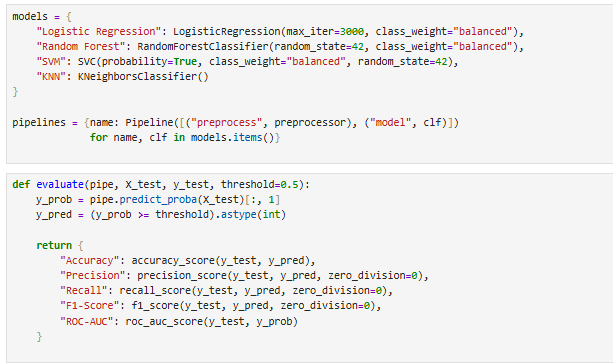 models = {
    "Logistic Regression": LogisticRegression(max_iter=3000, class_weight="balanced"),
    "Random Forest": RandomForestClassifier(random_state=42, class_weight="balanced"),
    "SVM": SVC(probability=True, class_weight="balanced", random_state=42),
    "KNN": KNeighborsClassifier()
}

pipelines = {name: Pipeline([("preprocess", preprocessor), ("model", clf)])
             for name, clf in models.items()}

def evaluate(pipe, X_test, y_test, threshold=0.5):
    y_prob = pipe.predict_proba(X_test)[:, 1]
    y_pred = (y_prob >= threshold).astype(int)

    return {
        "Accuracy": accuracy_score(y_test, y_pred),
        "Precision": precision_score(y_test, y_pred, zero_division=0),
        "Recall": recall_score(y_test, y_pred, zero_division=0),
        "F1-Score": f1_score(y_test, y_pred, zero_division=0),
        "ROC-AUC": roc_auc_score(y_test, y_prob)
    }